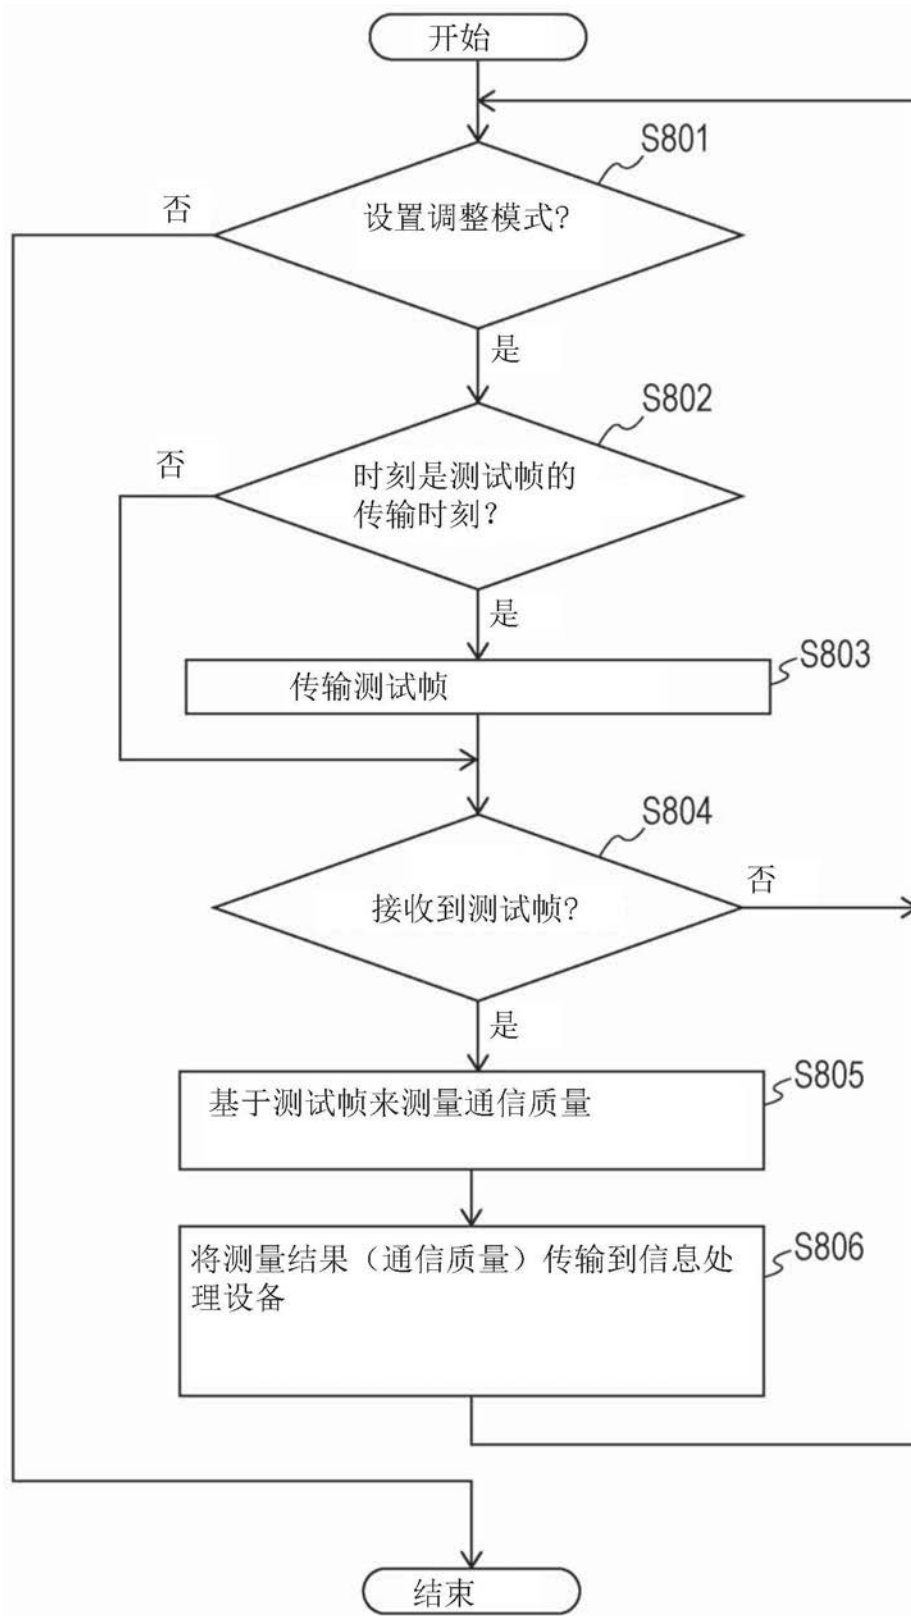 开始
S801
否
设置调整模式?
是
S802
否
时刻是测试帧的
传输时刻？
是
S803
传输测试帧
S804
接收到测试帧?
否
是
S805
基于测试帧来测量通信质量
S806
将测量结果（通信质量）传输到信息处
理设备
结束